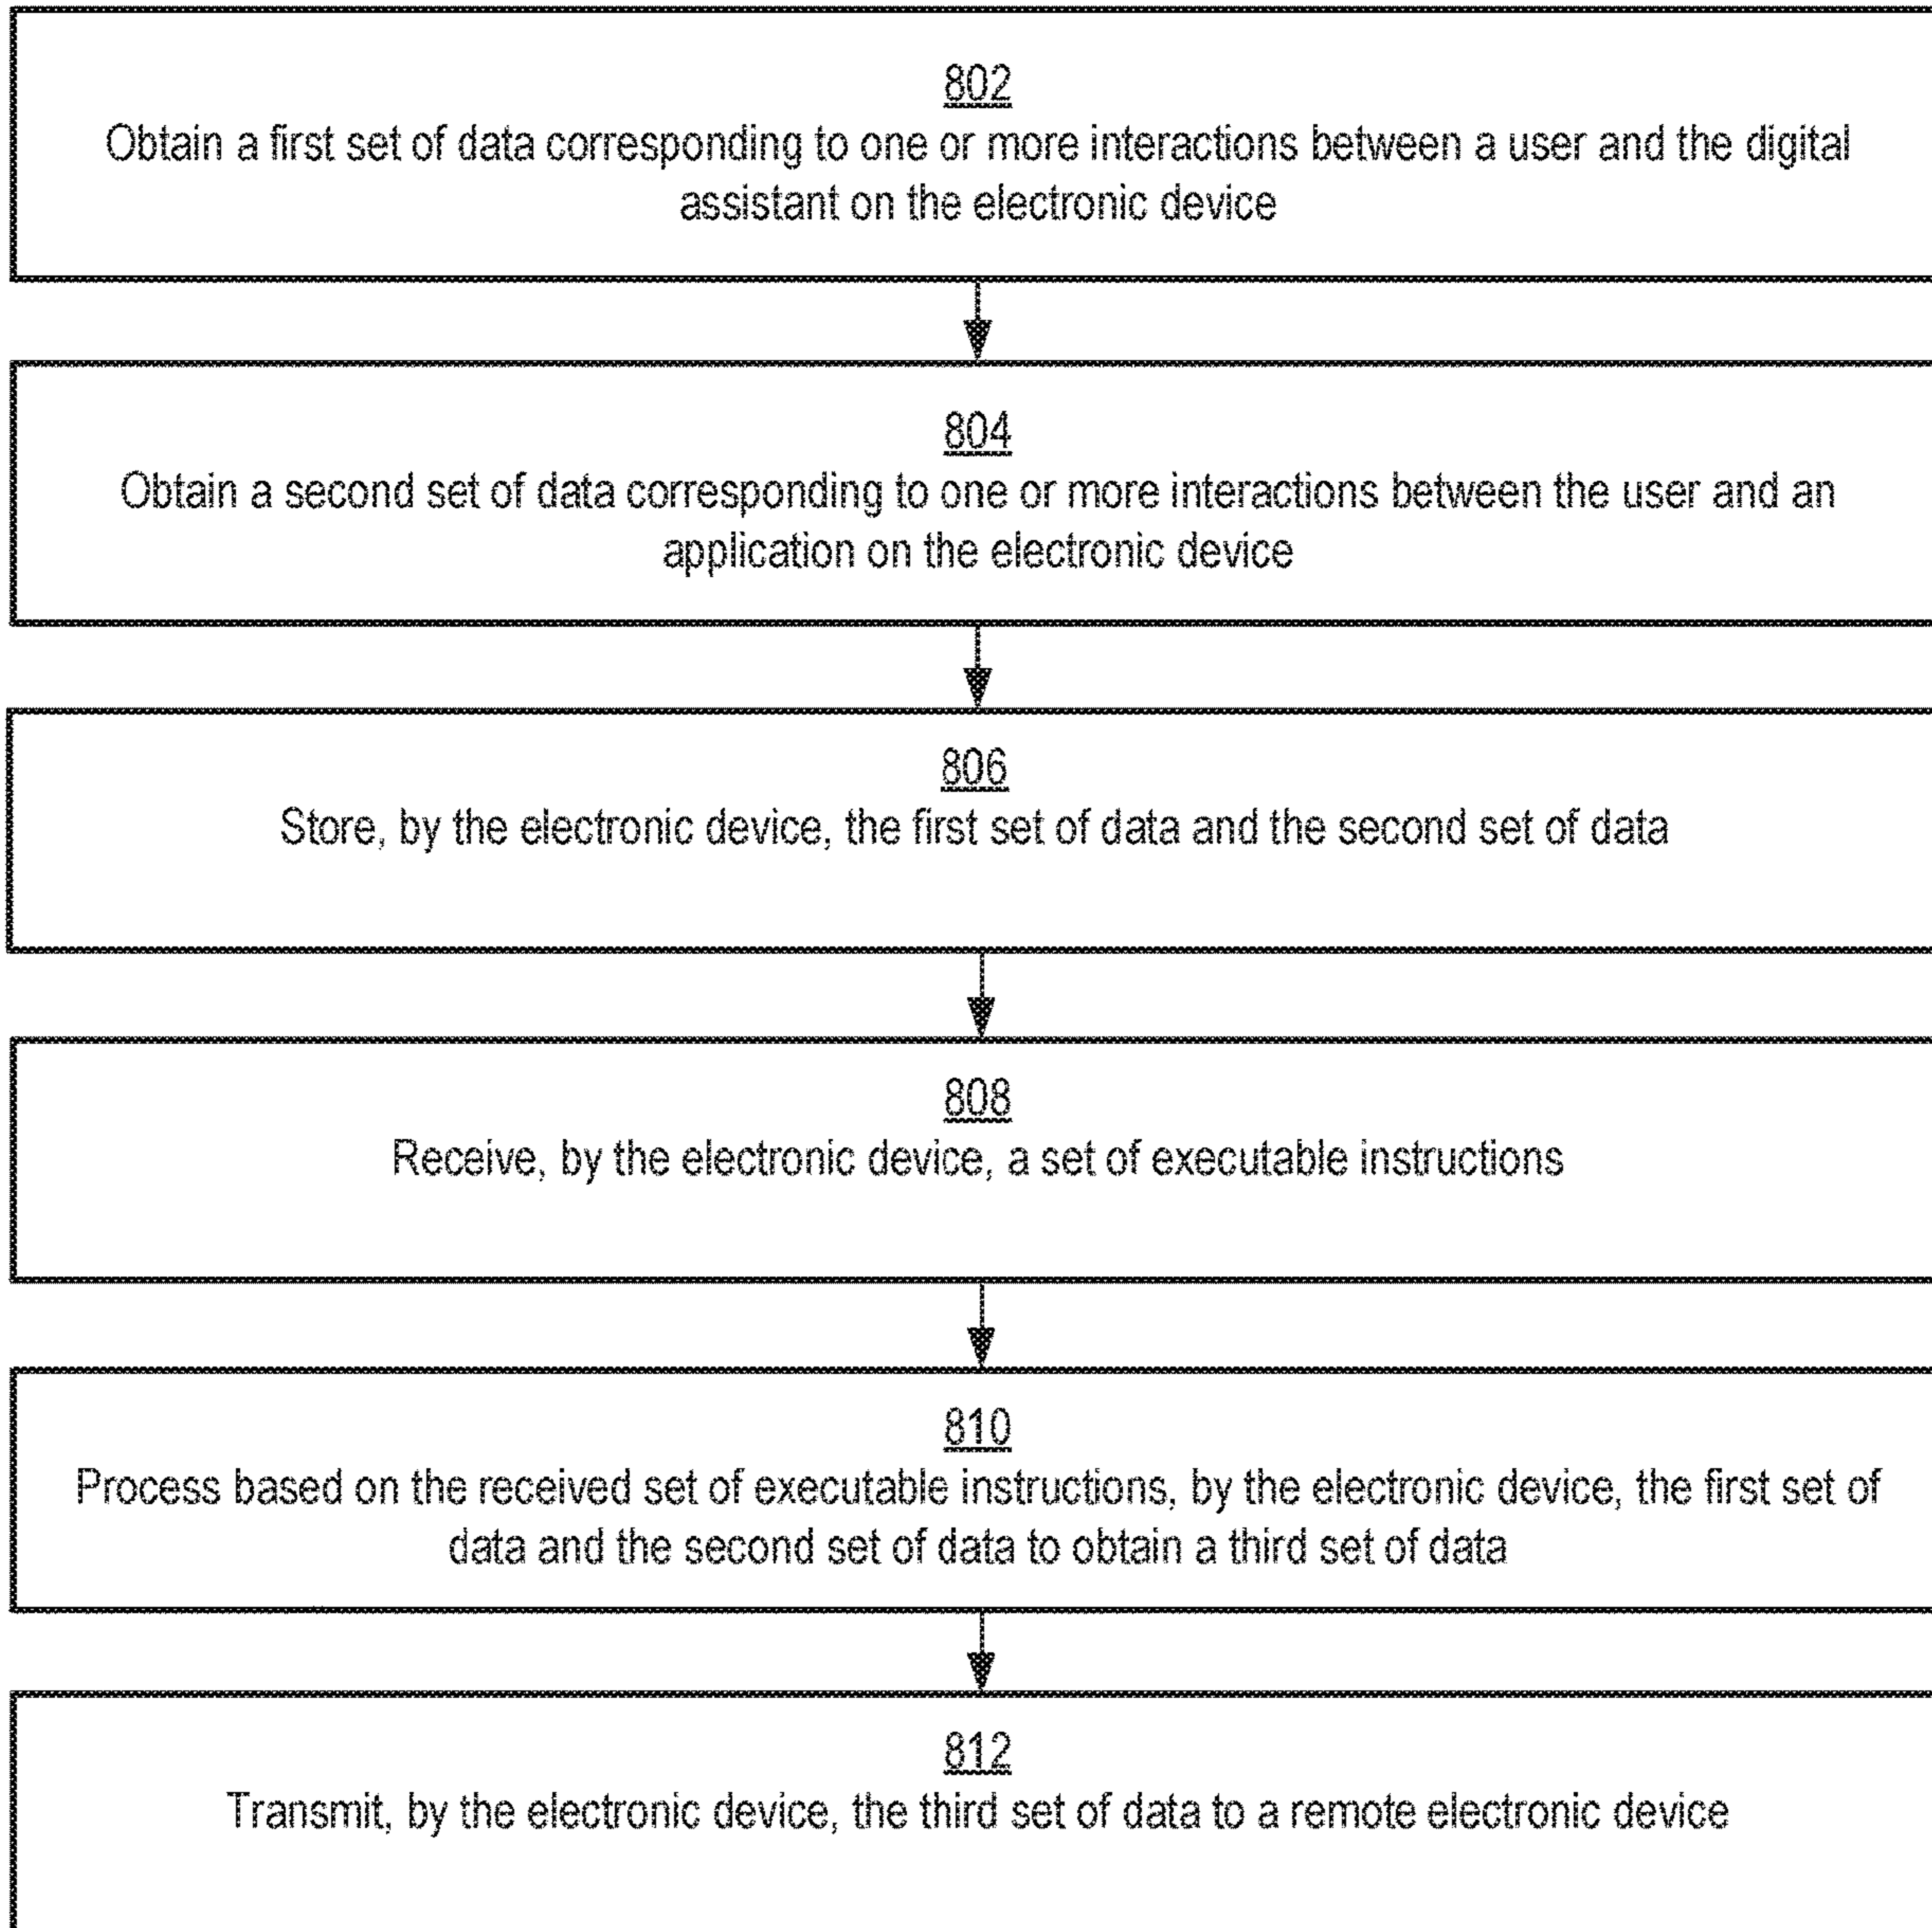 802
Obtain a first set of data corresponding to one or more interactions between a user and the digital
assistant on the electronic device
804
Obtain a second set of data corresponding to one or more interactions between the user and an
application on the electronic device
806
Store, by the electronic device, the first set of data and the second set of data
808
Receive, by the electronic device, a set of executable instructions
810
Process based on the received set of executable instructions, by the electronic device, the first set of
data and the second set of data to obtain a third set of data
812
Transmit, by the electronic device, the third set of data to a remote electronic device